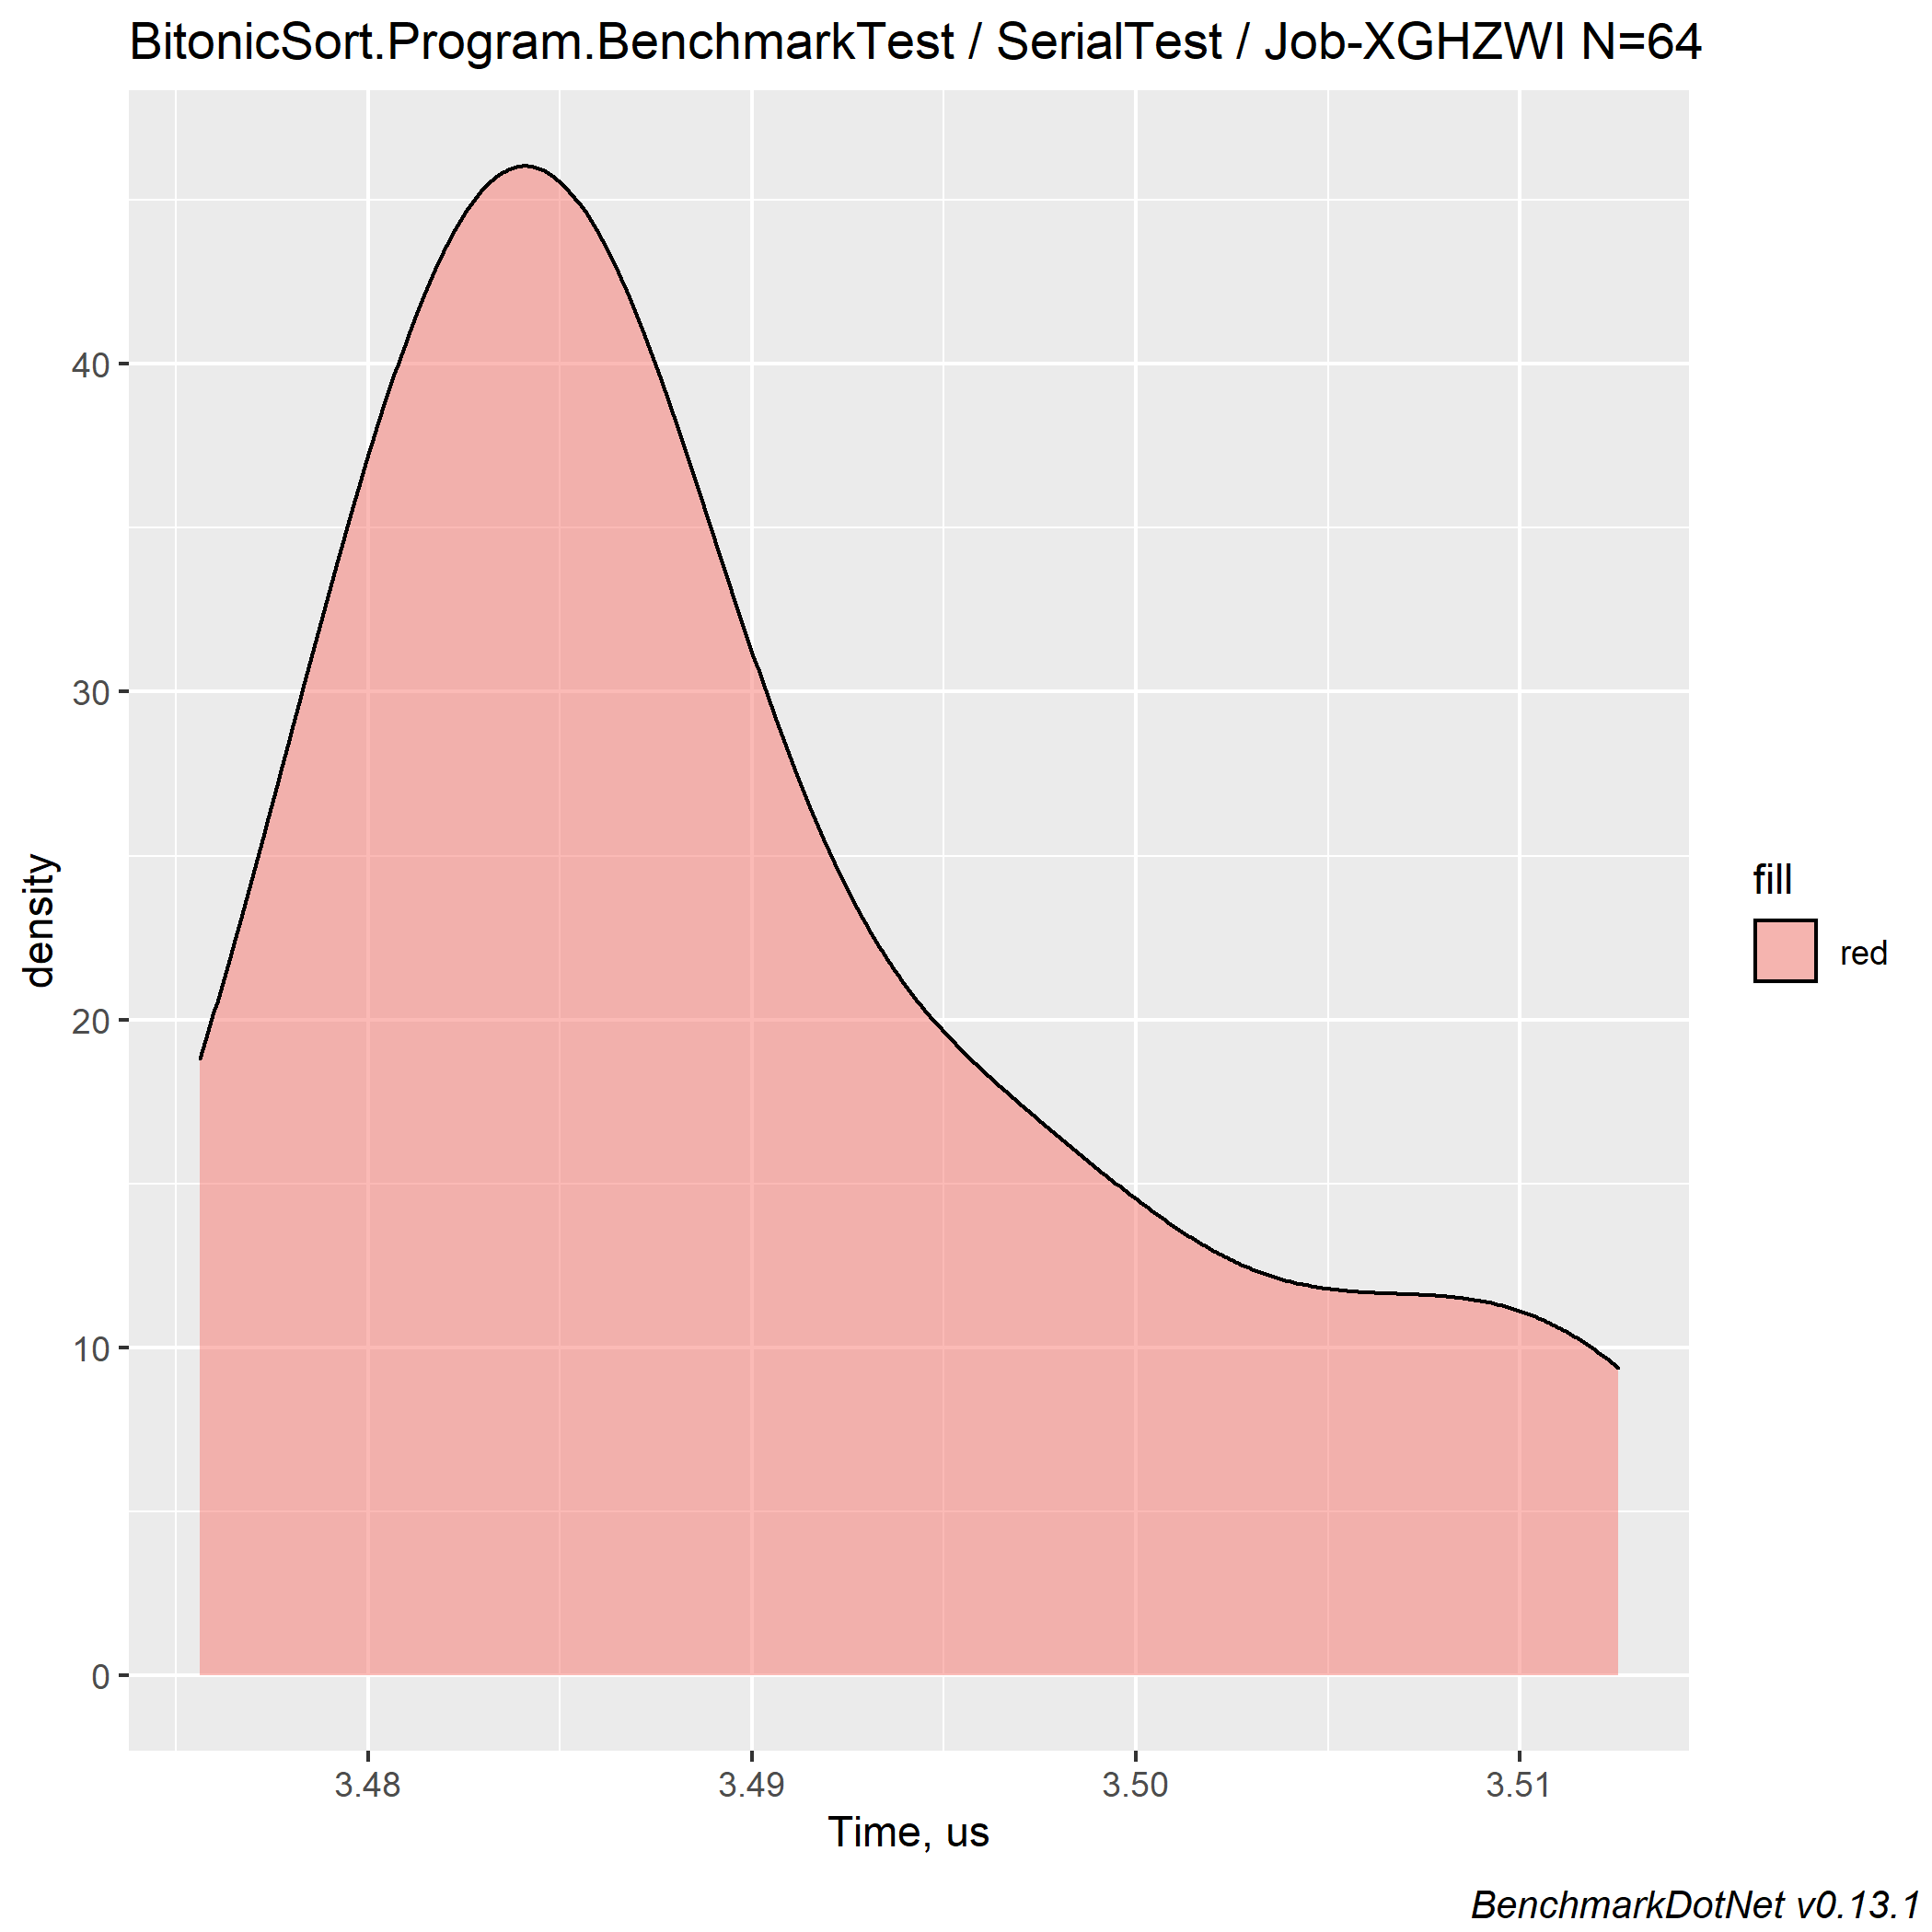 BitonicSort.Program.BenchmarkTest / SerialTest / Job-XGHZWI N=64
density
40
30
20
10
0
3.48 3.49 3.50 3.51
Time, us
fill
red
BenchmarkDotNet v0.13.1